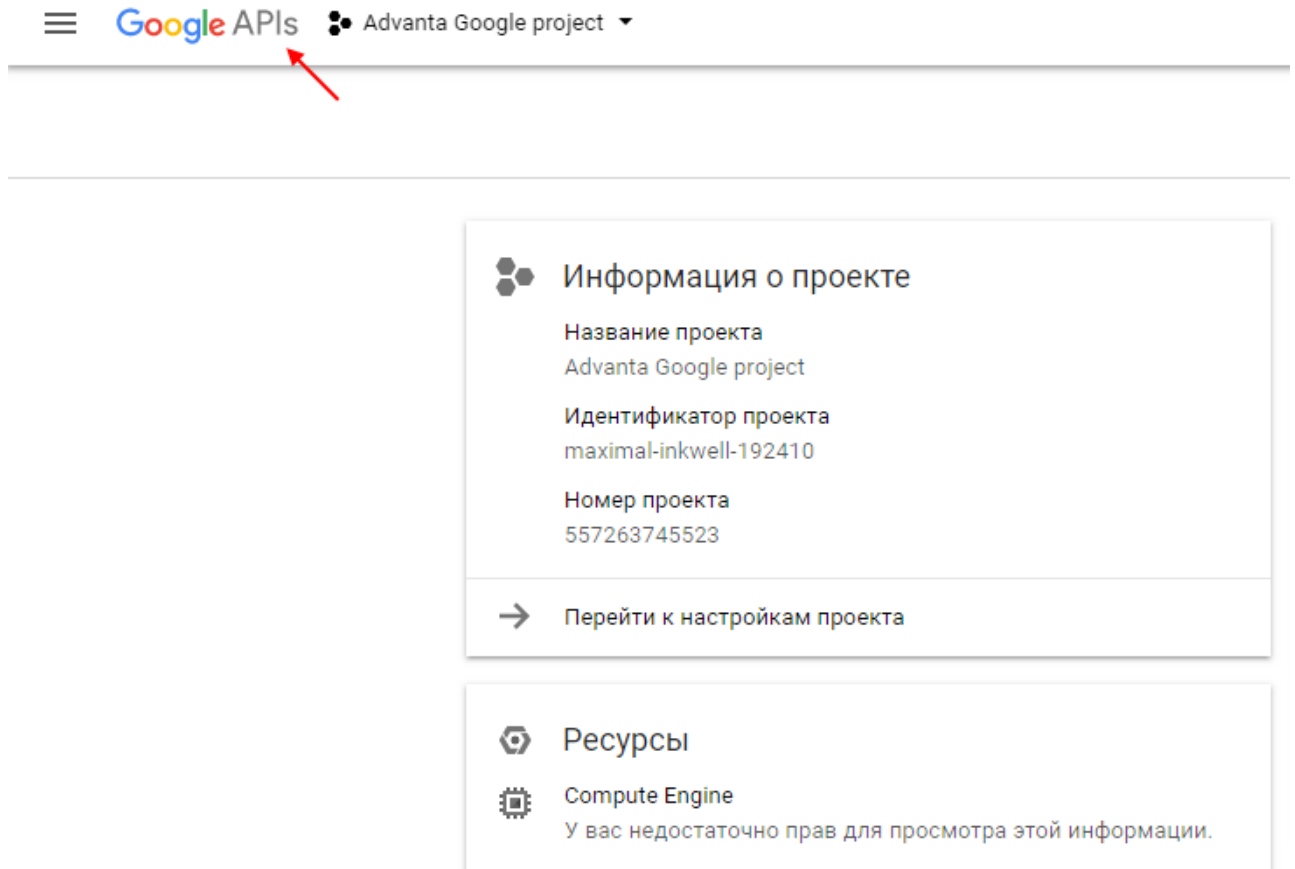 Google APIs Advanta Google project
Информация о проекте
Название проекта
Advanta Google project
Идентификатор проекта
maximal-inkwell-192410
Номер проекта
557263745523
Перейти к настройкам проекта
Ресурсы
Compute Engine
У вас недостаточно прав для просмотра этой информации.